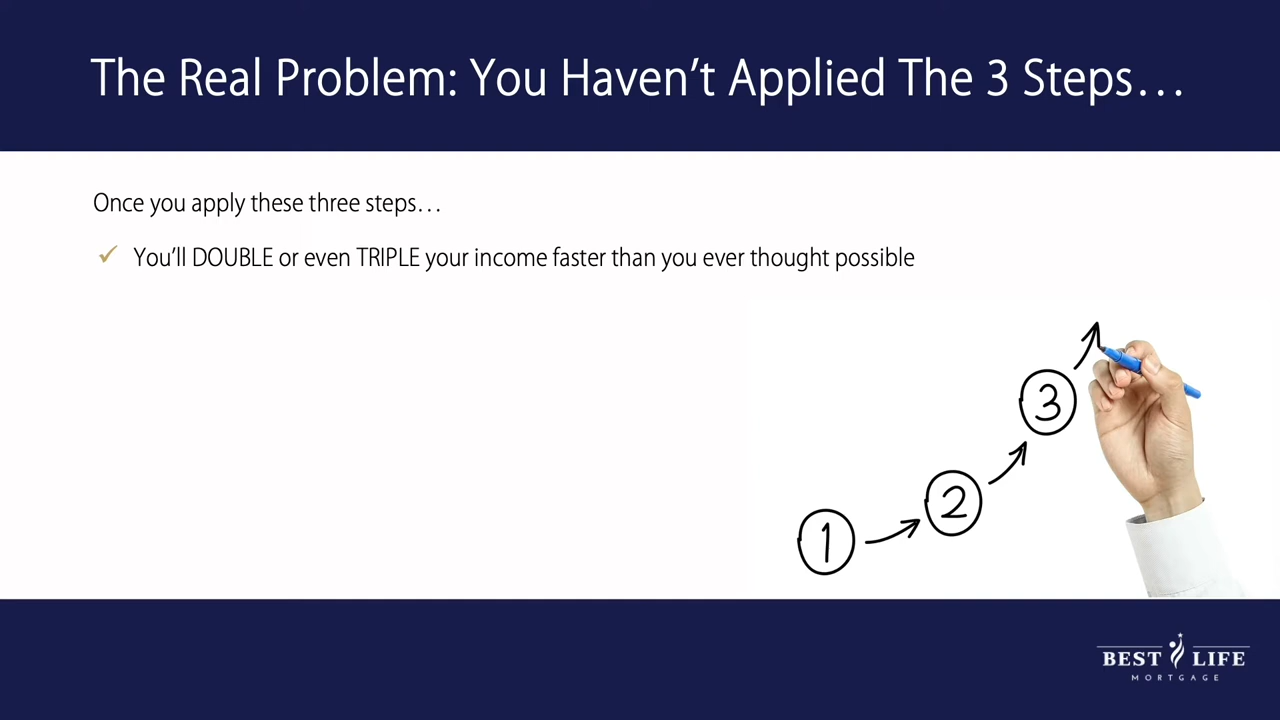 The Real Problem: You Haven’t Applied The 3 Steps…
Once you apply these three steps…
✓ You’ll DOUBLE or even TRIPLE your income faster than you ever thought possible
3
2
1
BEST LIFE
MORTGAGE